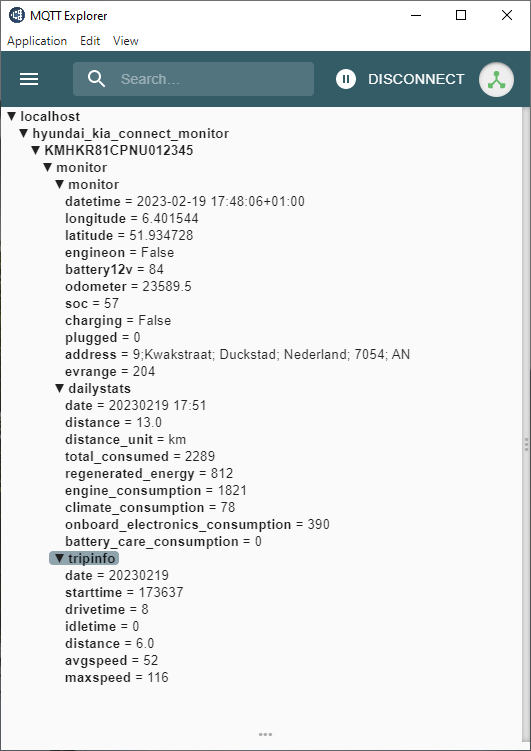 MQTT Explorer
Application Edit View
Search... DISCONNECT
▼ localhost
▼ hyundai_kia_connect_monitor
▼ KMHKR81CPNU012345
▼ monitor
▼ monitor
datetime = 2023-02-19 17:48:06+01:00
longitude = 6.401544
latitude = 51.934728
engineon = False
battery12v = 84
odometer = 23589.5
soc = 57
charging = False
plugged = 0
address = 9;Kwakstraat; Duckstad; Nederland; 7054; AN
evrange = 204
▼ dailystats
date = 20230219 17:51
distance = 13.0
distance_unit = km
total_consumed = 2289
regenerated_energy = 812
engine_consumption = 1821
climate_consumption = 78
onboard_electronics_consumption = 390
battery_care_consumption = 0
▼ tripinfo
date = 20230219
starttime = 173637
drivetime = 8
idletime = 0
distance = 6.0
avgspeed = 52
maxspeed = 116